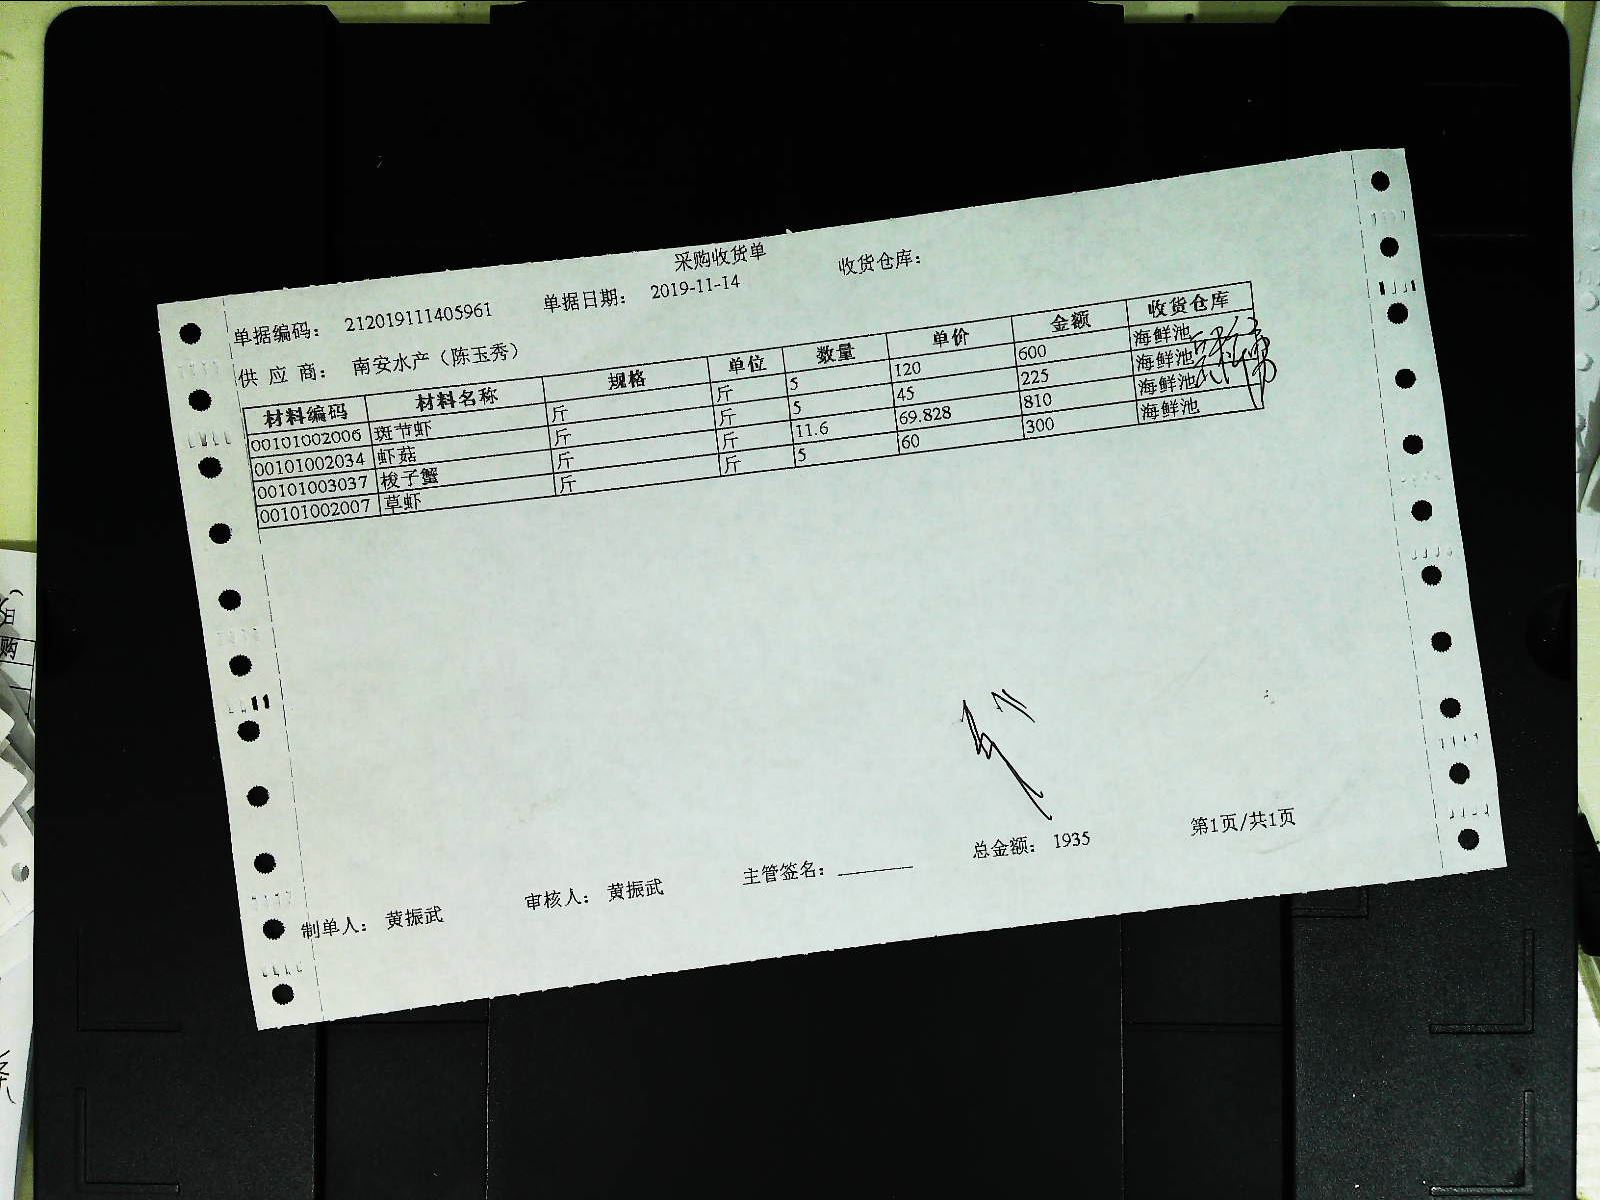 采购收货单
单据编码： 212019111405961 单据日期： 2019-11-14 收货仓库：
供 应 商： 南安水产（陈玉秀）
材料编码 材料名称 规格 单位 数量 单价 金额 收货仓库
00101002006 斑节虾 斤 斤 5 120 600 海鲜池
00101002034 虾菇 斤 斤 5 45 225 海鲜池
00101003037 梭子蟹 斤 斤 11.6 69.828 810 海鲜池
00101002007 草虾 斤 斤 5 60 300 海鲜池
制单人： 黄振武 审核人： 黄振武 主管签名： 总金额： 1935 第1页/共1页
日
购